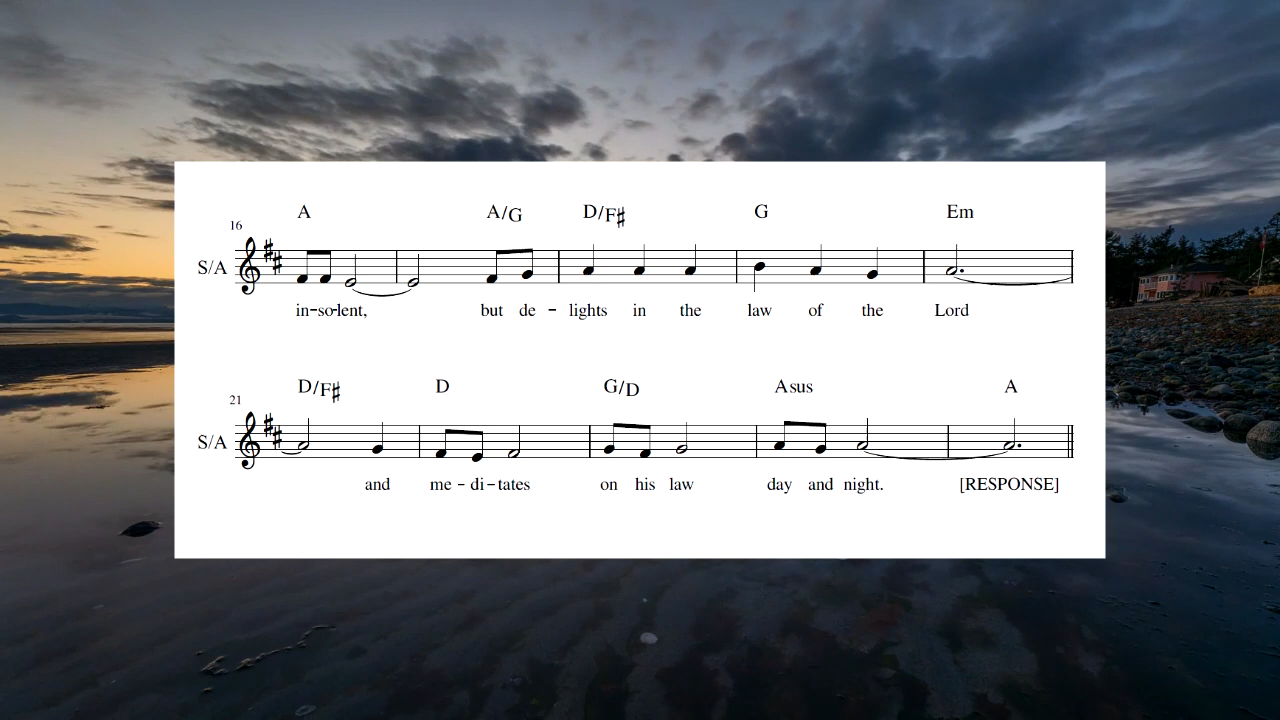 16
A A/G D/F♯ G Em
S/A
in-so-lent, but de - lights in the law of the Lord
21
D/F♯ D G/D Asus A
S/A
and me - di - tates on his law day and night. [RESPONSE]